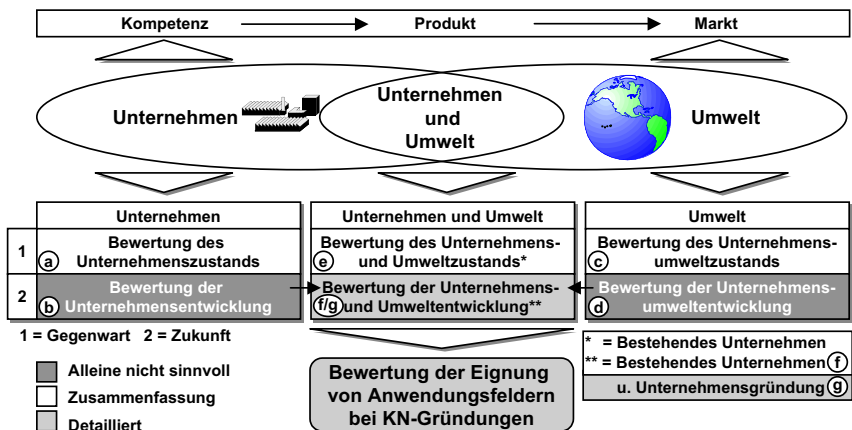 Kompetenz Produkt Markt
Unternehmen
Unternehmen
und
Umwelt
Umwelt
Unternehmen
1
a
Bewertung des
Unternehmenszustands
2
b
Bewertung der
Unternehmensentwicklung
Unternehmen und Umwelt
e
Bewertung des Unternehmens-
und Umweltzustands*
f/g
Bewertung der Unternehmens-
und Umweltentwicklung**
Umwelt
c
Bewertung des Unternehmens-
umweltzustands
d
Bewertung der Unternehmens-
umweltentwicklung
1 = Gegenwart 2 = Zukunft
Alleine nicht sinnvoll
Zusammenfassung
Detailliert
Bewertung der Eignung
von Anwendungsfeldern
bei KN-Gründungen
* = Bestehendes Unternehmen
** = Bestehendes Unternehmen f
u. Unternehmensgründung g